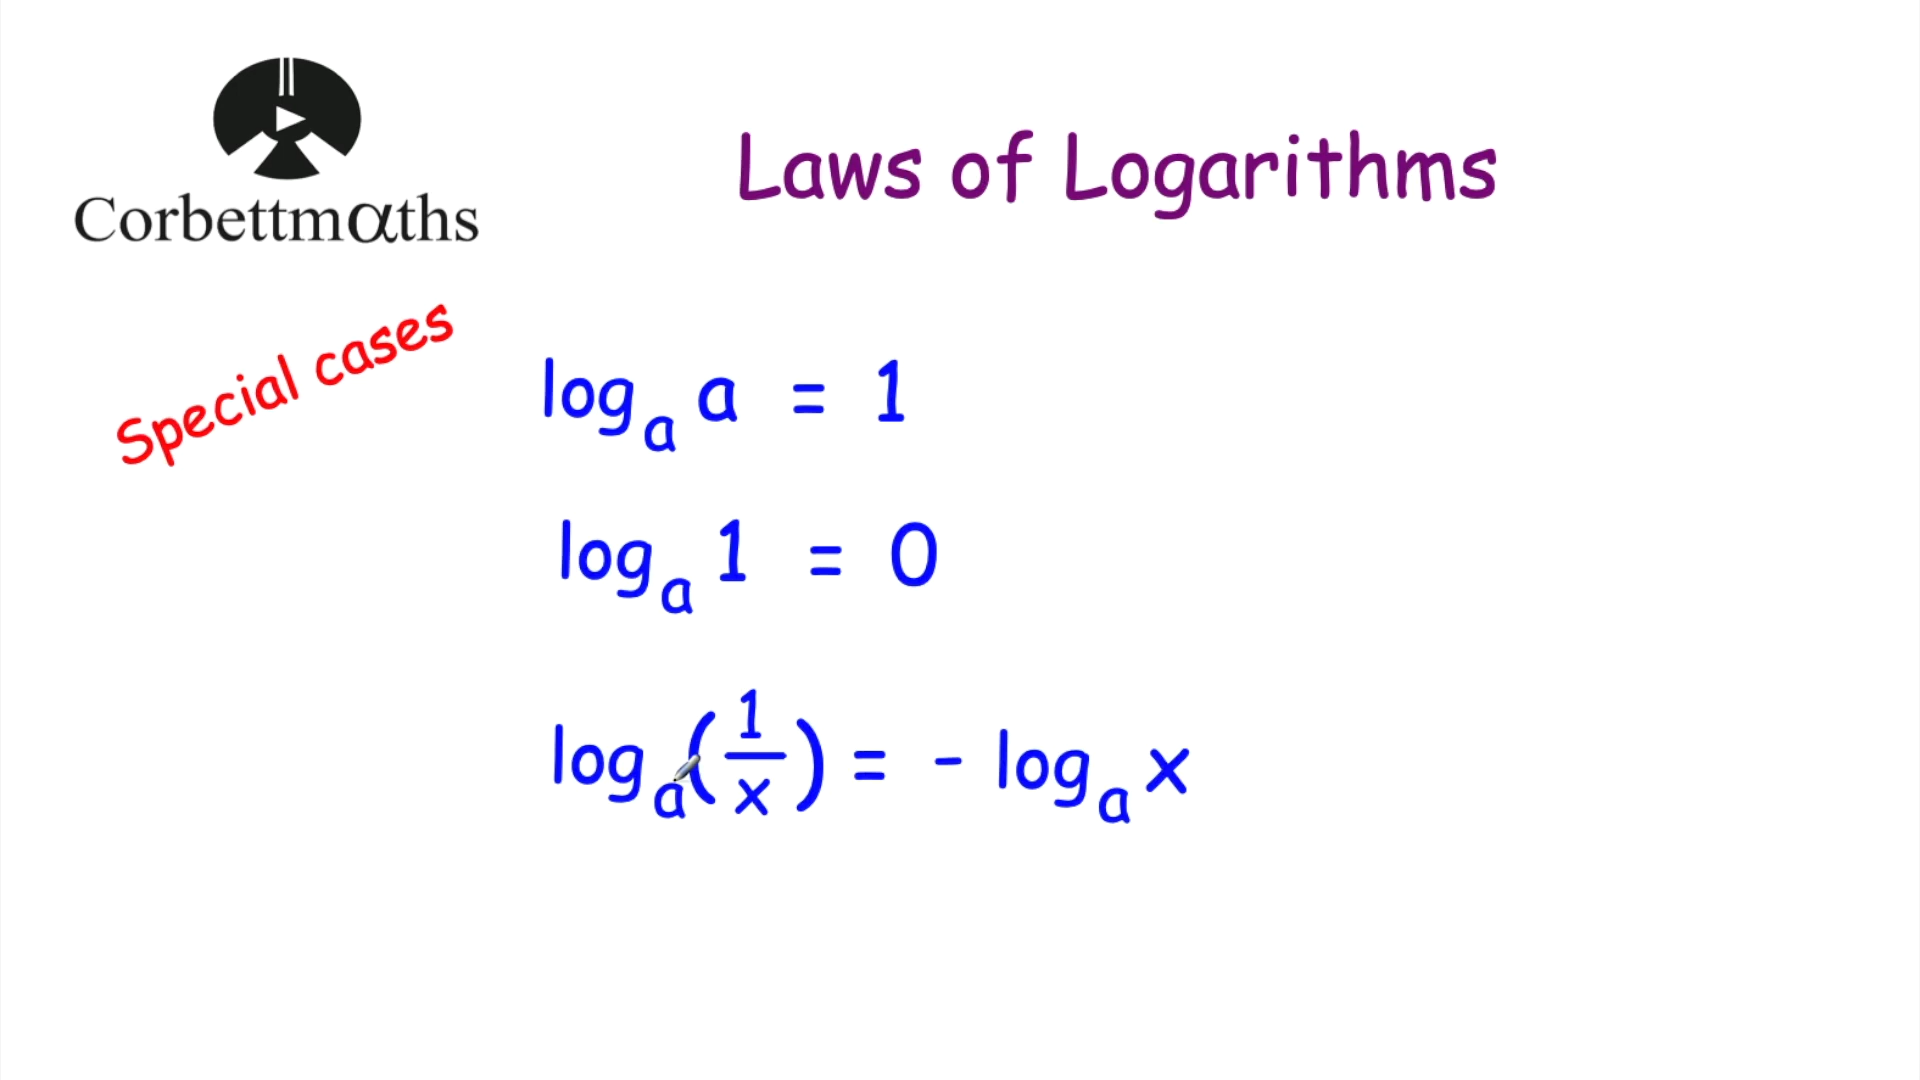 Corbettmαths
Laws of Logarithms
Special cases
logₐ a = 1
logₐ 1 = 0
logₐ(1/x) = - logₐ x